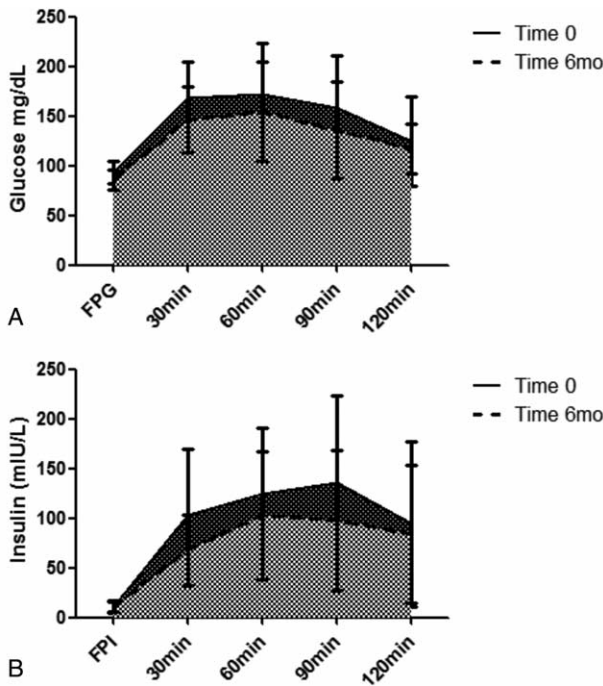 250
200
150
100
50
0
Glucose mg/dL
FPG
30min
60min
90min
120min
Time 0
Time 6mo
A
250
200
150
100
50
0
Insulin (mIU/L)
FPI
30min
60min
90min
120min
Time 0
Time 6mo
B